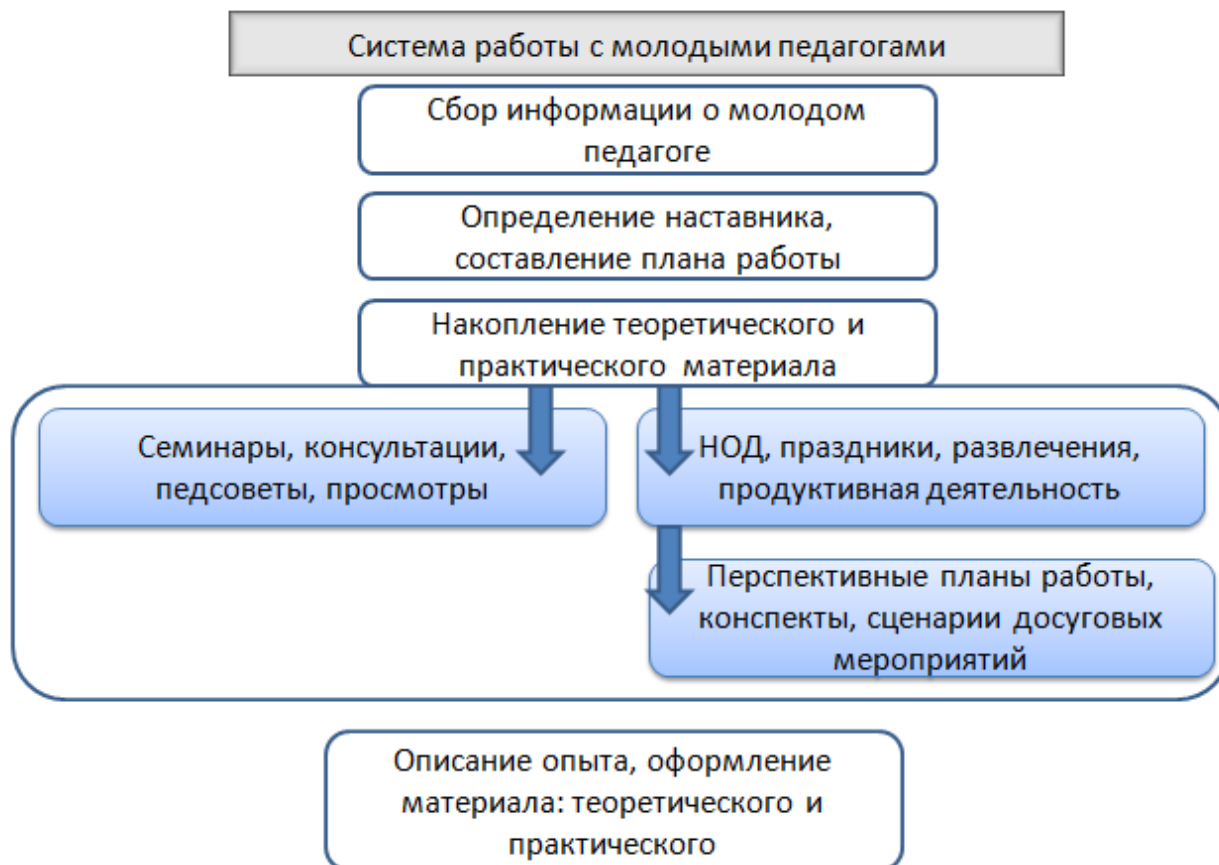 Система работы с молодыми педагогами
Сбор информации о молодом
педагоге
Определение наставника,
составление плана работы
Накопление теоретического и
практического материала
Семинары, консультации,
педсоветы, просмотры
НОД, праздники, развлечения,
продуктивная деятельность
Перспективные планы работы,
конспекты, сценарии досуговых
мероприятий
Описание опыта, оформление
материала: теоретического и
практического